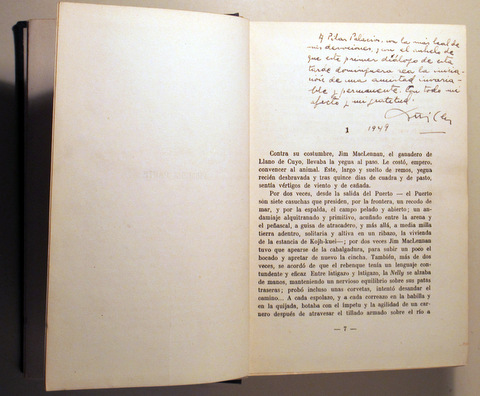 A Pilar Palacios, con la más leal de
mis devociones, y con el anhelo de
que este primer diálogo de esta
tarde dominguera sea la inicia-
ción de una amistad invaria-
ble y permanente. Con todo mi
afecto y mi gratitud.
1949
1
Contra su costumbre, Jim MacLennan, el ganadero de
Llano de Cuyo, llevaba la yegua al paso. Le costó, empero,
convencer al animal. Este, largo y suelto de remos, yegua
recién desbravada y tras quince días de cuadra y de pasto,
sentía vértigos de viento y de cañada.
Por dos veces, desde la salida del Puerto — el Puerto
son siete casuchas que presiden, por la frontera, un recodo de
mar, y por la espalda, el campo pelado y abierto; un an-
damiaje alquitranado y primitivo, acuñado entre la arena y
el peñascal, a guisa de atracadero, y más allá, a media milla
tierra adentro, solitaria y altiva en un ribazo, la vivienda
de la estancia de Kojh-kuei—; por dos veces Jim MacLennan
tuvo que apearse de la cabalgadura, para subir un poco el
bocado y apretar de nuevo la cincha. También, más de dos
veces, se acordó de que el rebenque tenía un lenguaje con-
tundente y eficaz Entre latigazo y latigazo, la Nelly se alzaba
de manos, manteniendo un nervioso equilibrio sobre sus patas
traseras; probó incluso unas corvetas, intentó desandar el
camino... A cada espolazo, y a cada correazo en la babilla y
en la quijada, botaba con el ímpetu y la agilidad de un car-
nero después de atravesar el tillado armado sobre el río a
— 7 —